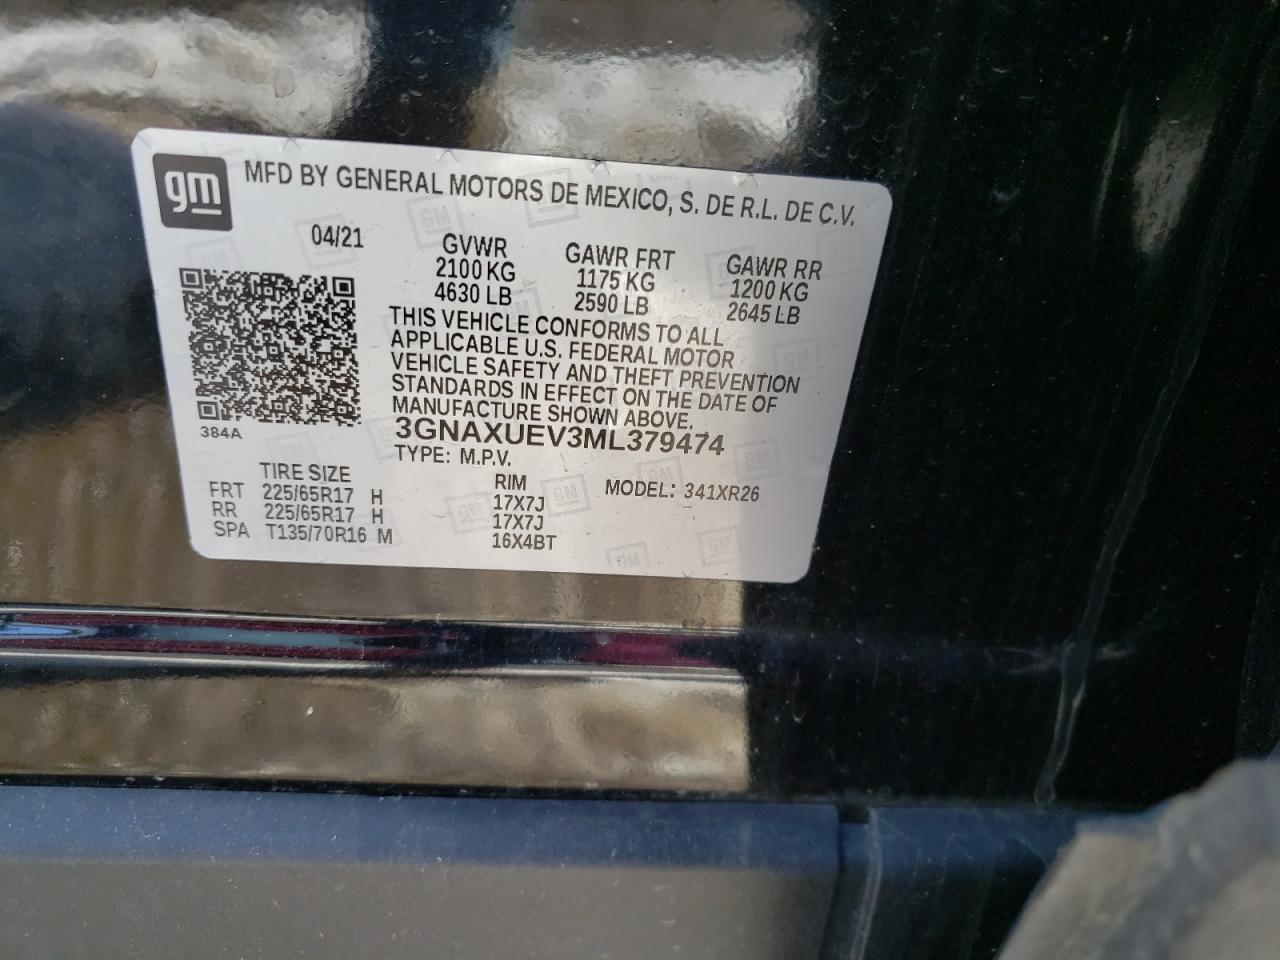 gm
MFD BY GENERAL MOTORS DE MEXICO, S. DE R.L. DE C.V.
04/21
GVWR
2100 KG
4630 LB
GAWR FRT
1175 KG
2590 LB
GAWR RR
1200 KG
2645 LB
THIS VEHICLE CONFORMS TO ALL
APPLICABLE U.S. FEDERAL MOTOR
VEHICLE SAFETY AND THEFT PREVENTION
STANDARDS IN EFFECT ON THE DATE OF
MANUFACTURE SHOWN ABOVE.
3GNAXUEV3ML379474
TYPE: M.P.V.
384A
TIRE SIZE RIM MODEL: 341XR26
FRT 225/65R17 H 17X7J
RR 225/65R17 H 17X7J
SPA T135/70R16 M 16X4BT